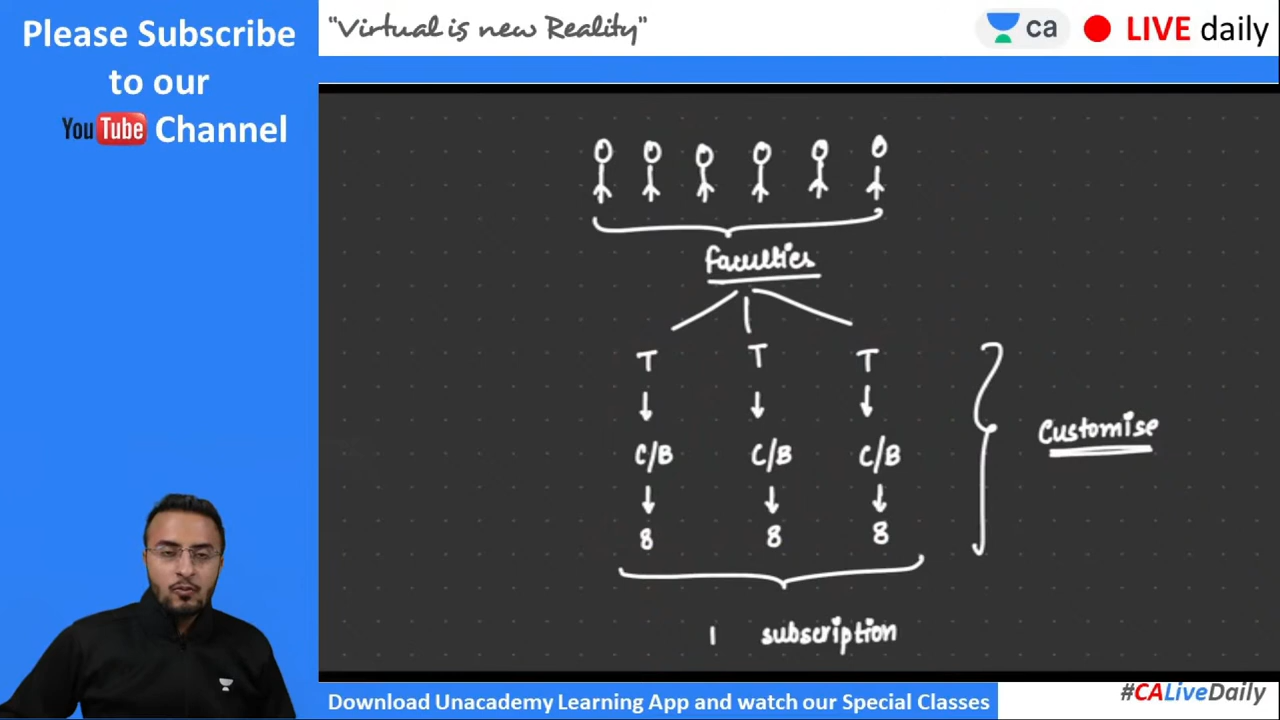 Please Subscribe
to our
YouTube Channel
"Virtual is new Reality"
ca LIVE daily
faculties
T T T
C/B C/B C/B
8 8 8
Customise
1 subscription
Download Unacademy Learning App and watch our Special Classes
#CALiveDaily